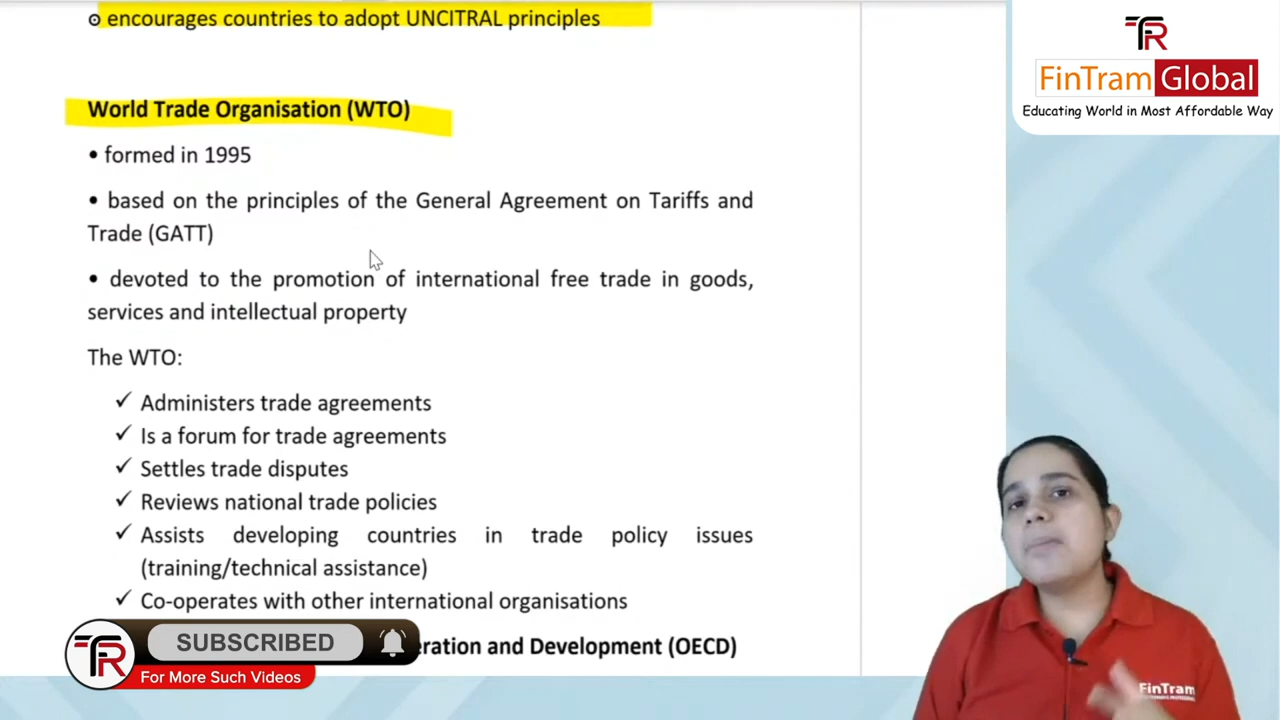 encourages countries to adopt UNCITRAL principles
World Trade Organisation (WTO)
• formed in 1995
• based on the principles of the General Agreement on Tariffs and
Trade (GATT)
• devoted to the promotion of international free trade in goods,
services and intellectual property
The WTO:
✓ Administers trade agreements
✓ Is a forum for trade agreements
✓ Settles trade disputes
✓ Reviews national trade policies
✓ Assists developing countries in trade policy issues
(training/technical assistance)
✓ Co-operates with other international organisations
eration and Development (OECD)
TR
SUBSCRIBED
For More Such Videos
TR
FinTram Global
Educating World in Most Affordable Way
FinTram